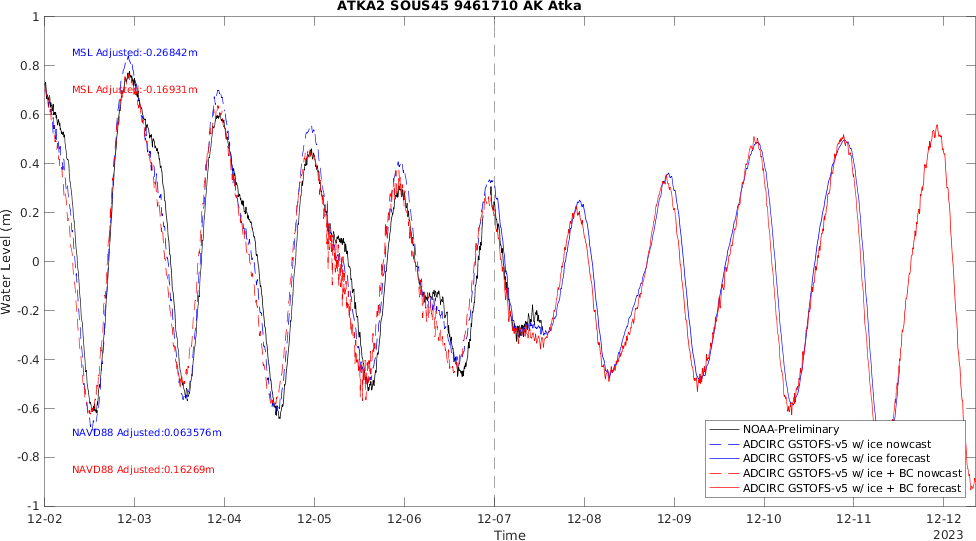 ATKA2 SOUS45 9461710 AK Atka
1
0.8
0.6
0.4
0.2
0
-0.2
-0.4
-0.6
-0.8
-1
Water Level (m)
MSL Adjusted:-0.26842m
MSL Adjusted:-0.16931m
NAVD88 Adjusted:0.063576m
NAVD88 Adjusted:0.16269m
NOAA-Preliminary
ADCIRC GSTOFS-v5 w/ ice nowcast
ADCIRC GSTOFS-v5 w/ ice forecast
ADCIRC GSTOFS-v5 w/ ice + BC nowcast
ADCIRC GSTOFS-v5 w/ ice + BC forecast
12-02 12-03 12-04 12-05 12-06 12-07 12-08 12-09 12-10 12-11 12-12
Time 2023